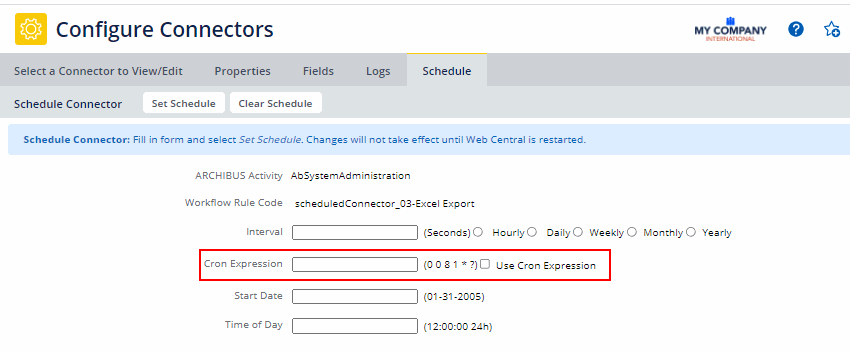 Configure Connectors
MY COMPANY
INTERNATIONAL
?
Select a Connector to View/Edit Properties Fields Logs Schedule
Schedule Connector Set Schedule Clear Schedule
Schedule Connector: Fill in form and select Set Schedule. Changes will not take effect until Web Central is restarted.
ARCHIBUS Activity AbSystemAdministration
Workflow Rule Code scheduledConnector_03-Excel Export
Interval (Seconds) Hourly Daily Weekly Monthly Yearly
Cron Expression (0 0 8 1 * ?) Use Cron Expression
Start Date (01-31-2005)
Time of Day (12:00:00 24h)